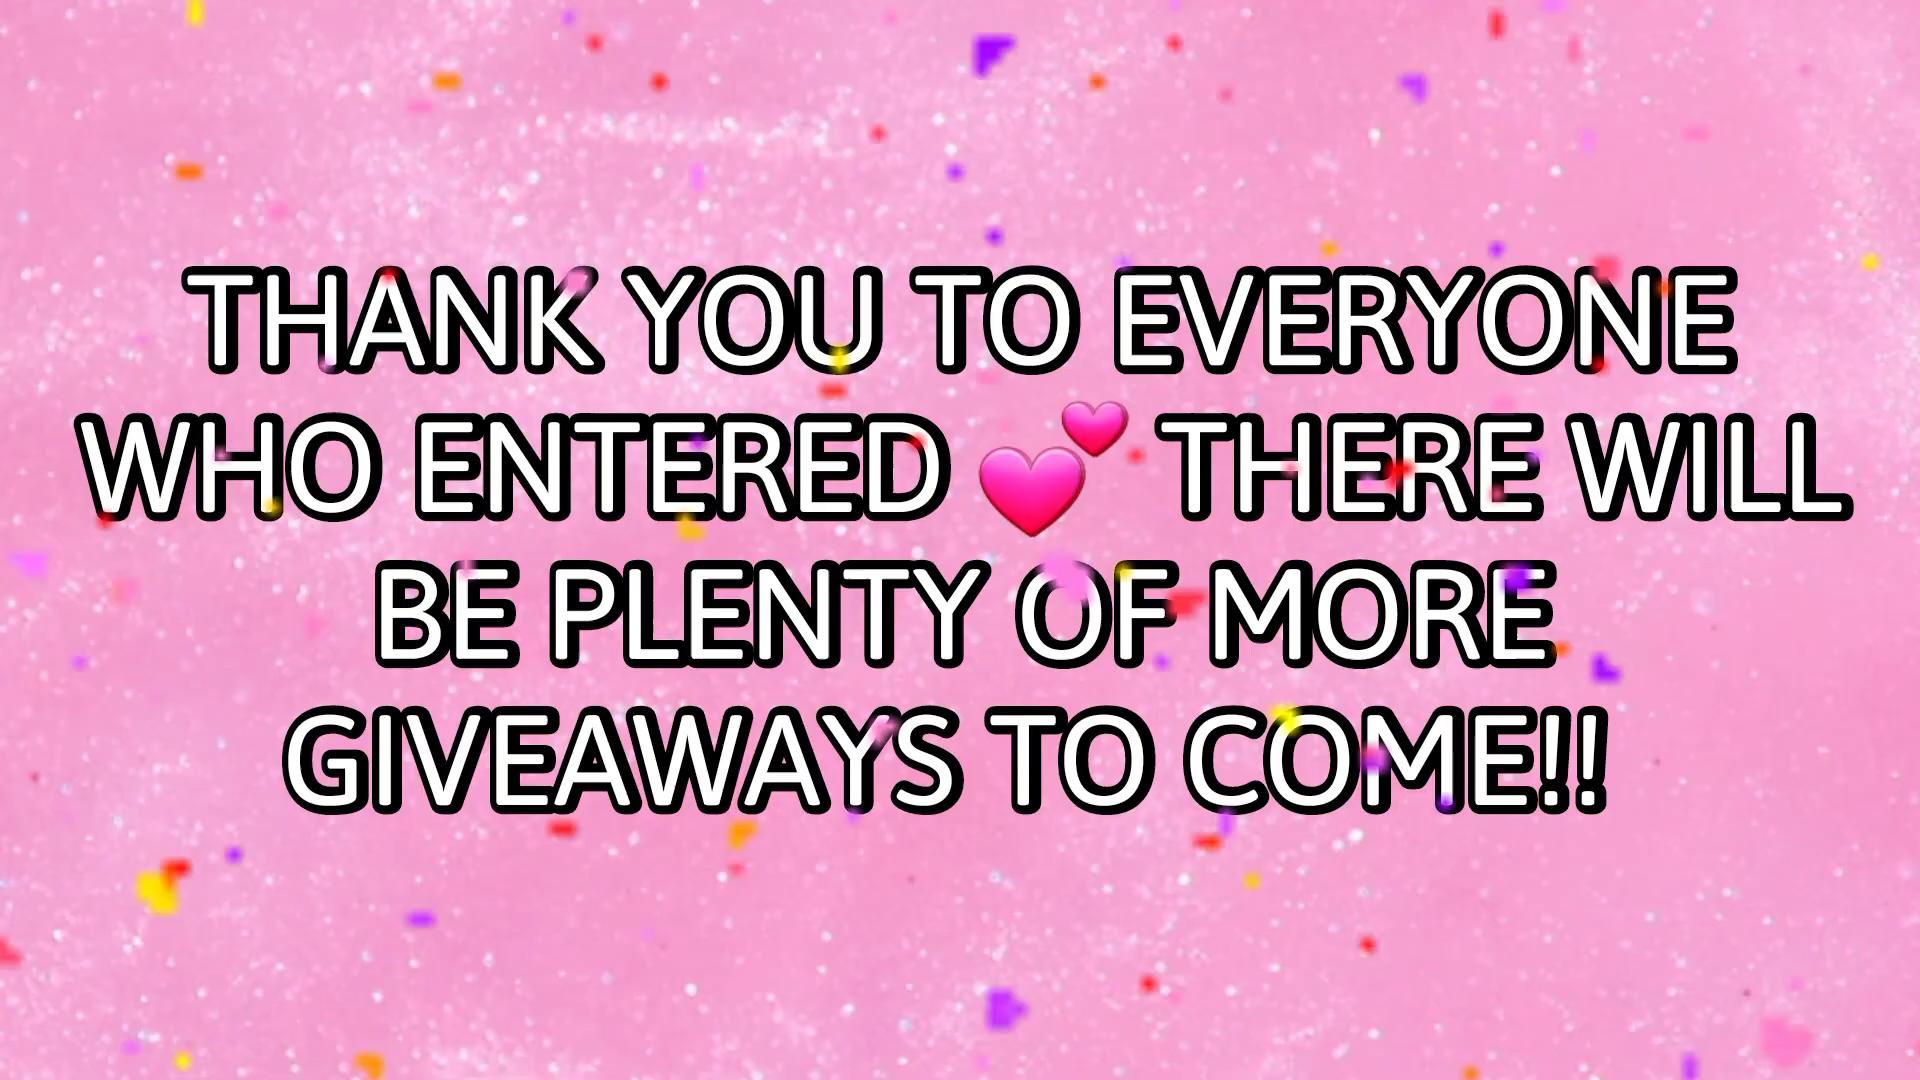 THANK YOU TO EVERYONE
WHO ENTERED 💕 THERE WILL
BE PLENTY OF MORE
GIVEAWAYS TO COME!!